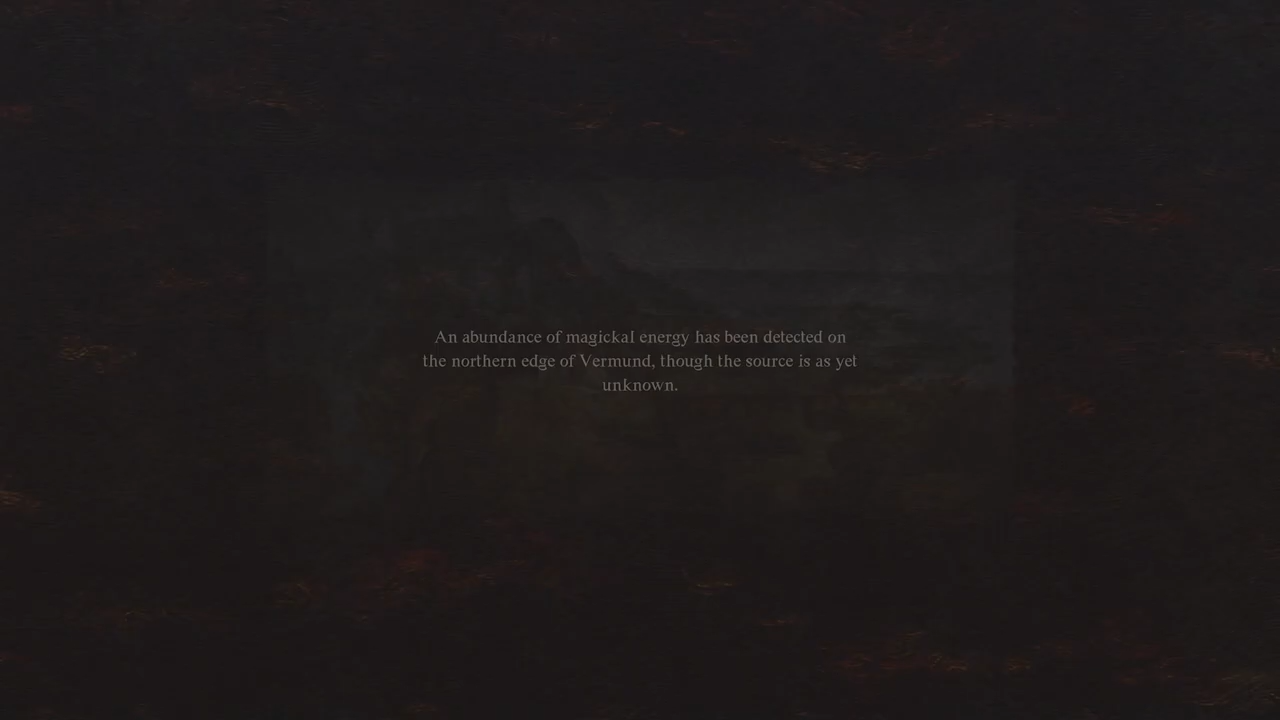 An abundance of magickal energy has been detected on
the northern edge of Vermund, though the source is as yet
unknown.